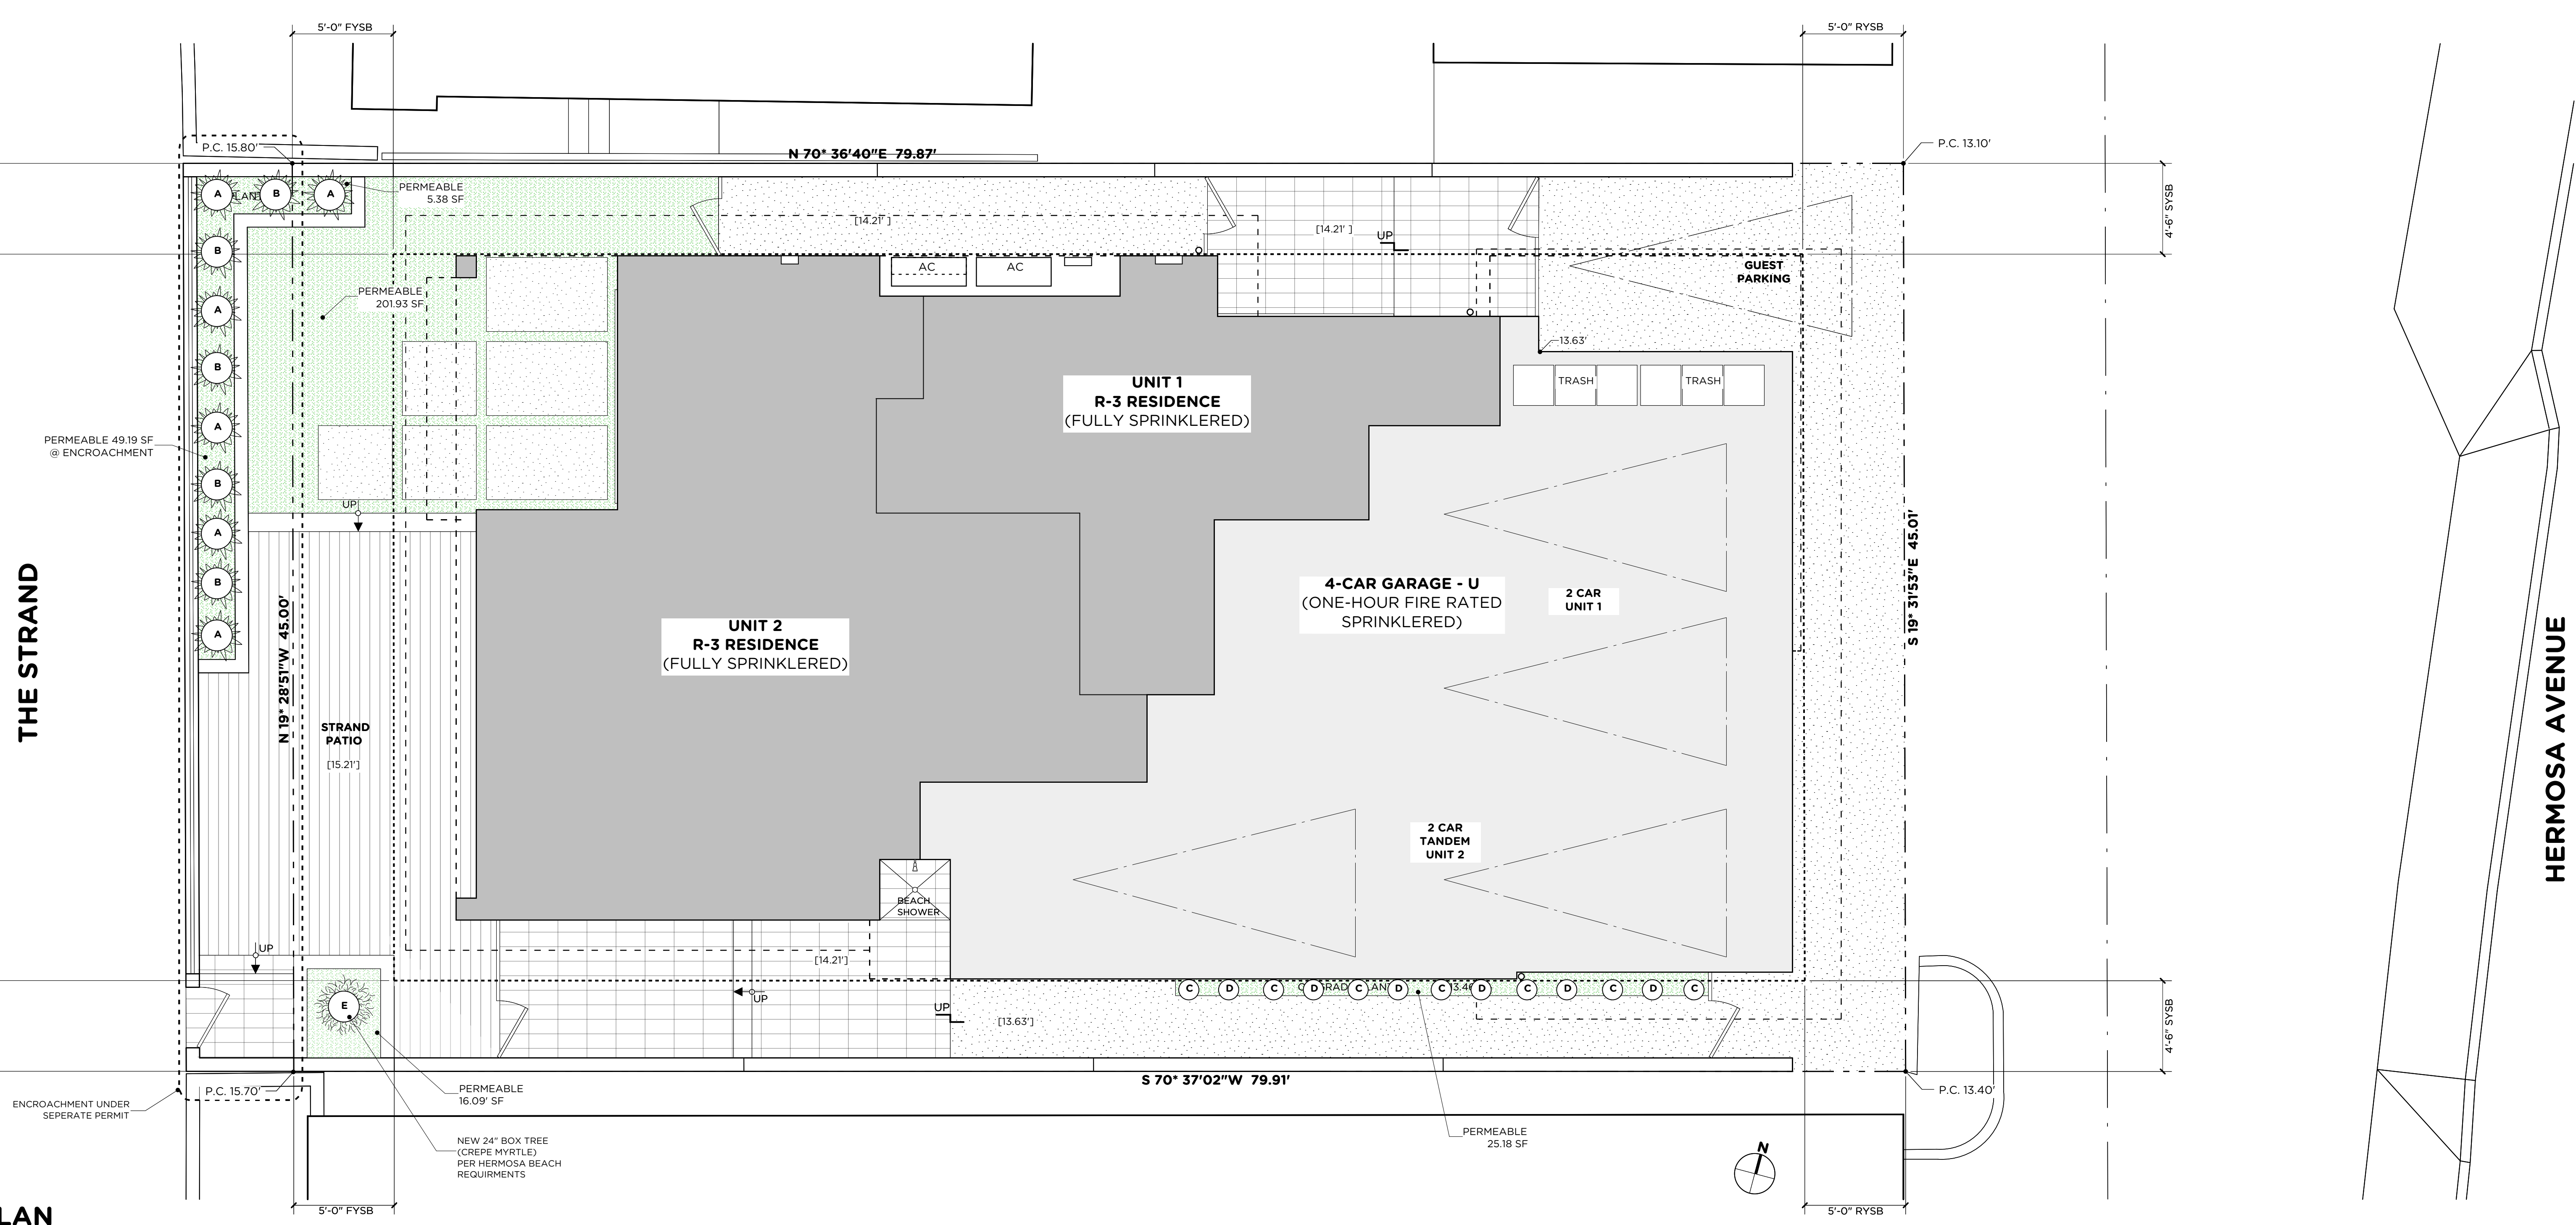 5'-0" FYSB
5'-0" RYSB
P.C. 15.80'
N 70* 36'40"E 79.87'
P.C. 13.10'
A
B
A
PERMEABLE
5.38 SF
4'-6" SYSB
[14.21' ]
[14.21' ]
UP
B
AC
AC
GUEST
PARKING
PERMEABLE
201.93 SF
A
13.63'
B
UNIT 1
R-3 RESIDENCE
(FULLY SPRINKLERED)
TRASH
TRASH
A
PERMEABLE 49.19 SF
@ ENCROACHMENT
B
UP
A
B
A
THE STRAND
N 19* 28'51"W 45.00'
S 19* 31'53"E 45.01'
4-CAR GARAGE - U
(ONE-HOUR FIRE RATED
SPRINKLERED)
2 CAR
UNIT 1
UNIT 2
R-3 RESIDENCE
(FULLY SPRINKLERED)
HERMOSA AVENUE
STRAND
PATIO
[15.21']
2 CAR
TANDEM
UNIT 2
BEACH
SHOWER
UP
[14.21']
UP
E
C
D
C
D
C
D
C
D
C
D
C
D
C
UP
[13.63']
4'-6" SYSB
S 70* 37'02"W 79.91'
P.C. 15.70'
P.C. 13.40'
ENCROACHMENT UNDER
SEPERATE PERMIT
PERMEABLE
16.09' SF
NEW 24" BOX TREE
(CREPE MYRTLE)
PER HERMOSA BEACH
REQUIRMENTS
PERMEABLE
25.18 SF
N
5'-0" FYSB
5'-0" RYSB
LAN